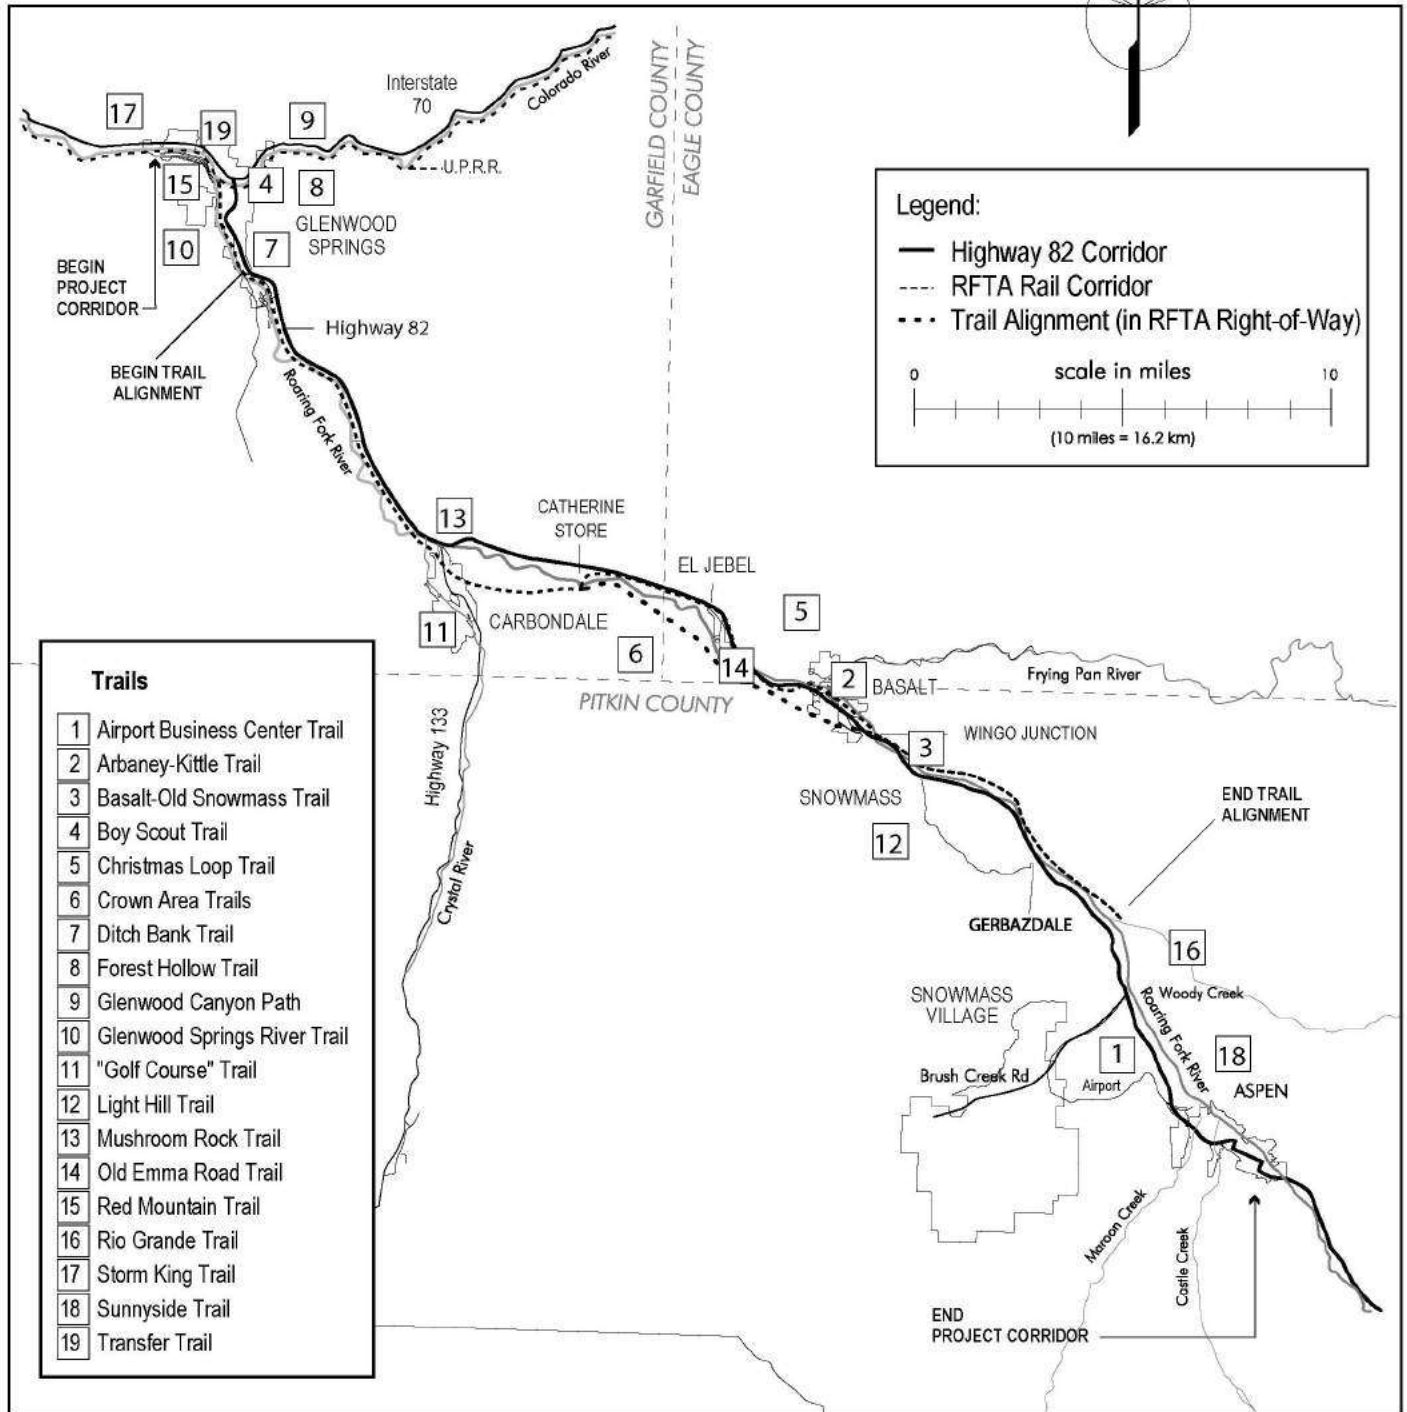 Interstate
70
Colorado River
GARFIELD COUNTY
EAGLE COUNTY
17
19
9
U.P.R.R.
15
4
8
GLENWOOD
SPRINGS
10
7
BEGIN
PROJECT
CORRIDOR
Highway 82
BEGIN TRAIL
ALIGNMENT
Roaring Fork River
Legend:
Highway 82 Corridor
RFTA Rail Corridor
Trail Alignment (in RFTA Right-of-Way)
0
scale in miles
10
(10 miles = 16.2 km)
13
CATHERINE
STORE
EL JEBEL
5
11
CARBONDALE
6
14
2
BASALT
Frying Pan River
PITKIN COUNTY
WINGO JUNCTION
3
Highway 133
SNOWMASS
END TRAIL
ALIGNMENT
12
Crystal River
GERBAZDALE
16
Woody Creek
SNOWMASS
VILLAGE
Roaring Fork River
1
18
Brush Creek Rd
Airport
ASPEN
Maroon Creek
Castle Creek
END
PROJECT CORRIDOR
Trails
1 Airport Business Center Trail
2 Arbaney-Kittle Trail
3 Basalt-Old Snowmass Trail
4 Boy Scout Trail
5 Christmas Loop Trail
6 Crown Area Trails
7 Ditch Bank Trail
8 Forest Hollow Trail
9 Glenwood Canyon Path
10 Glenwood Springs River Trail
11 "Golf Course" Trail
12 Light Hill Trail
13 Mushroom Rock Trail
14 Old Emma Road Trail
15 Red Mountain Trail
16 Rio Grande Trail
17 Storm King Trail
18 Sunnyside Trail
19 Transfer Trail